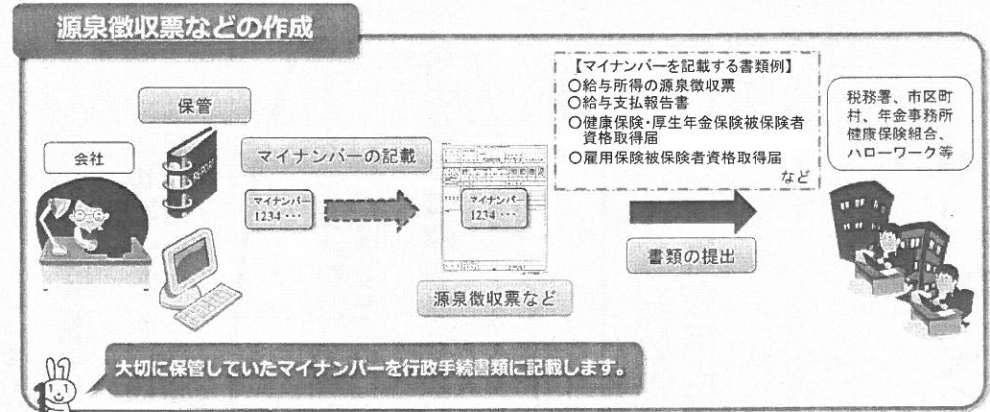 源泉徴収票などの作成
保管
会社
マイナンバーの記載
マイナンバー
1234・・・
マイナンバー
1234・・・
源泉徴収票など
【マイナンバーを記載する書類例】
○給与所得の源泉徴収票
○給与支払報告書
○健康保険・厚生年金保険被保険者
資格取得届
○雇用保険被保険者資格取得届
など
書類の提出
税務署、市区町
村、年金事務所
健康保険組合、
ハローワーク等
大切に保管していたマイナンバーを行政手続書類に記載します。